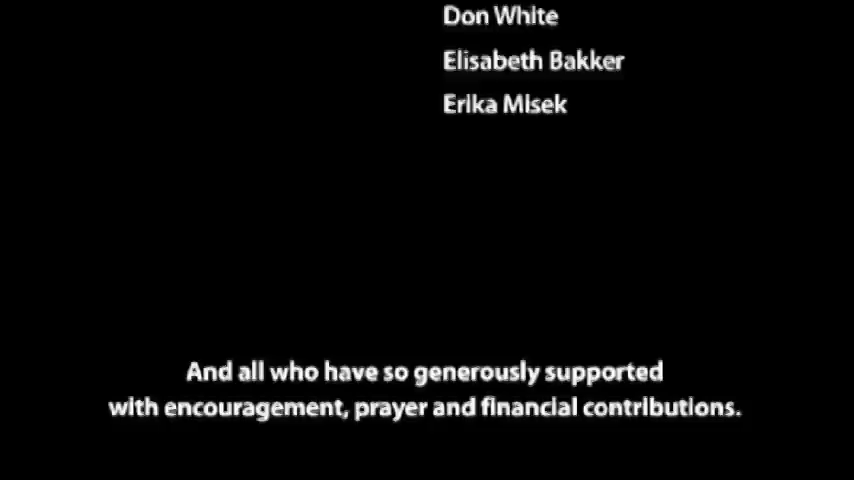 Don White
Elisabeth Bakker
Erika Misek
And all who have so generously supported
with encouragement, prayer and financial contributions.